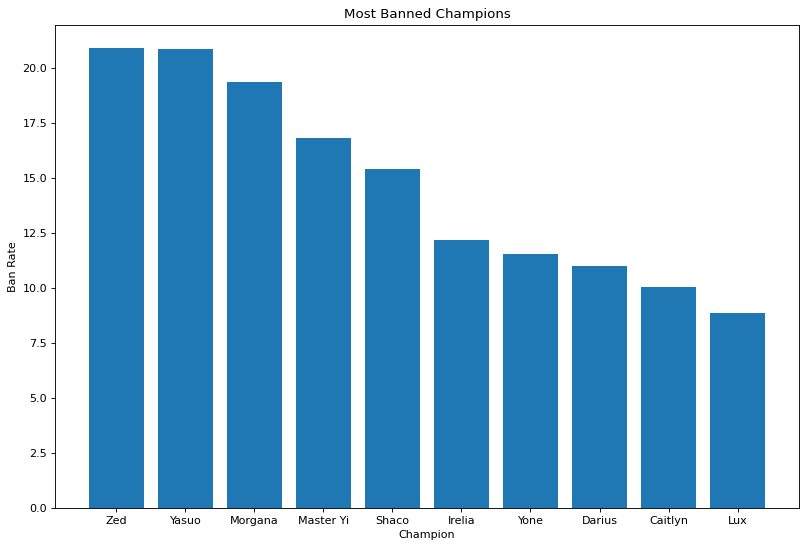 Most Banned Champions
Ban Rate
20.0
17.5
15.0
12.5
10.0
7.5
5.0
2.5
0.0
Zed Yasuo Morgana Master Yi Shaco Irelia Yone Darius Caitlyn Lux
Champion